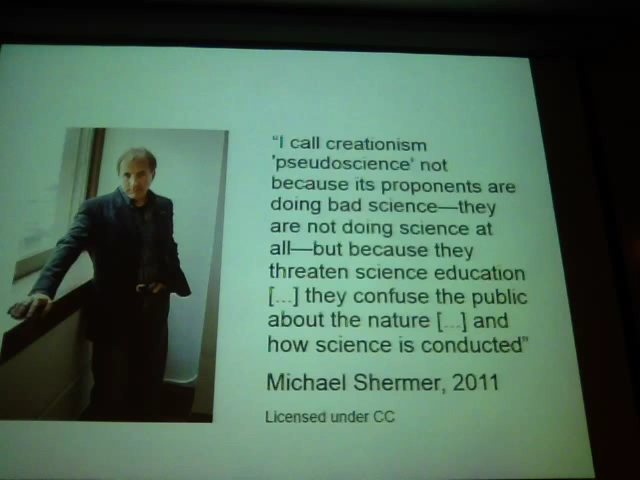 “I call creationism
'pseudoscience' not
because its proponents are
doing bad science—they
are not doing science at
all—but because they
threaten science education
[...] they confuse the public
about the nature [...] and
how science is conducted”
Michael Shermer, 2011
Licensed under CC